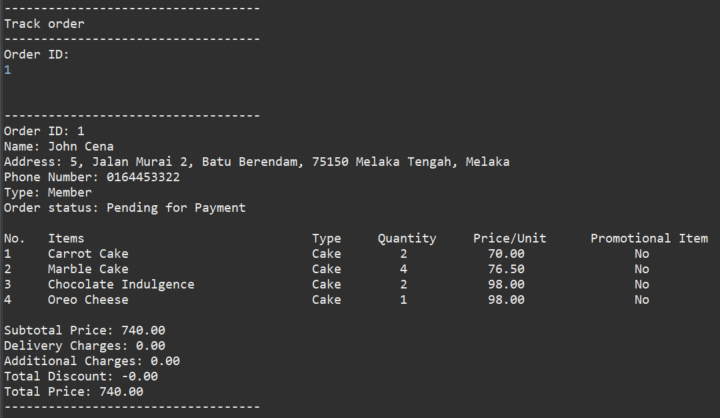 -----------------------------------
Track order
-----------------------------------
Order ID:
1
-----------------------------------
Order ID: 1
Name: John Cena
Address: 5, Jalan Murai 2, Batu Berendam, 75150 Melaka Tengah, Melaka
Phone Number: 0164453322
Type: Member
Order status: Pending for Payment
No. Items Type Quantity Price/Unit Promotional Item
1 Carrot Cake Cake 2 70.00 No
2 Marble Cake Cake 4 76.50 No
3 Chocolate Indulgence Cake 2 98.00 No
4 Oreo Cheese Cake 1 98.00 No
Subtotal Price: 740.00
Delivery Charges: 0.00
Additional Charges: 0.00
Total Discount: -0.00
Total Price: 740.00
-----------------------------------